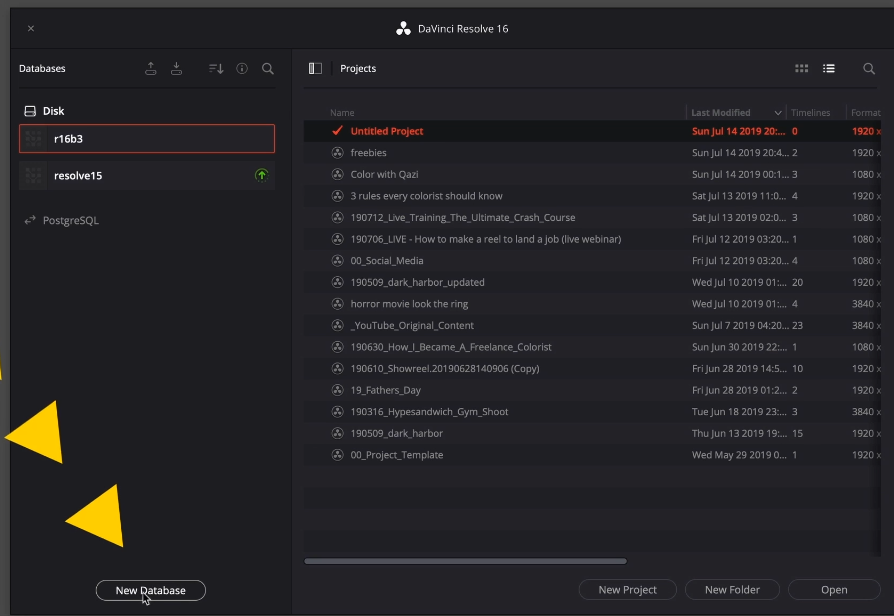 DaVinci Resolve 16
Databases
Projects
Disk
r16b3
resolve15
PostgreSQL
New Database
Name Last Modified Timelines Format
Untitled Project Sun Jul 14 2019 20:... 0 1920 x
freebies Sun Jul 14 2019 20:4... 2 1920 x
Color with Qazi Sun Jul 14 2019 00:1... 3 1080 x
3 rules every colorist should know Sat Jul 13 2019 11:0... 4 1920 x
190712_Live_Training_The_Ultimate_Crash_Course Sat Jul 13 2019 02:0... 3 1080 x
190706_LIVE - How to make a reel to land a job (live webinar) Fri Jul 12 2019 03:20... 1 1080 x
00_Social_Media Fri Jul 12 2019 03:20... 4 1080 x
190509_dark_harbor_updated Wed Jul 10 2019 01:... 20 1920 x
horror movie look the ring Wed Jul 10 2019 01:... 4 3840 x
_YouTube_Original_Content Sun Jul 7 2019 04:20... 23 3840 x
190630_How_I_Became_A_Freelance_Colorist Sun Jun 30 2019 22:... 1 1080 x
190610_Showreel.20190628140906 (Copy) Fri Jun 28 2019 14:5... 10 1920 x
19_Fathers_Day Fri Jun 28 2019 01:2... 2 1920 x
190316_Hypesandwich_Gym_Shoot Tue Jun 18 2019 23:... 3 3840 x
190509_dark_harbor Thu Jun 13 2019 19:... 15 1920 x
00_Project_Template Wed May 29 2019 0... 1 1920 x
New Project New Folder Open